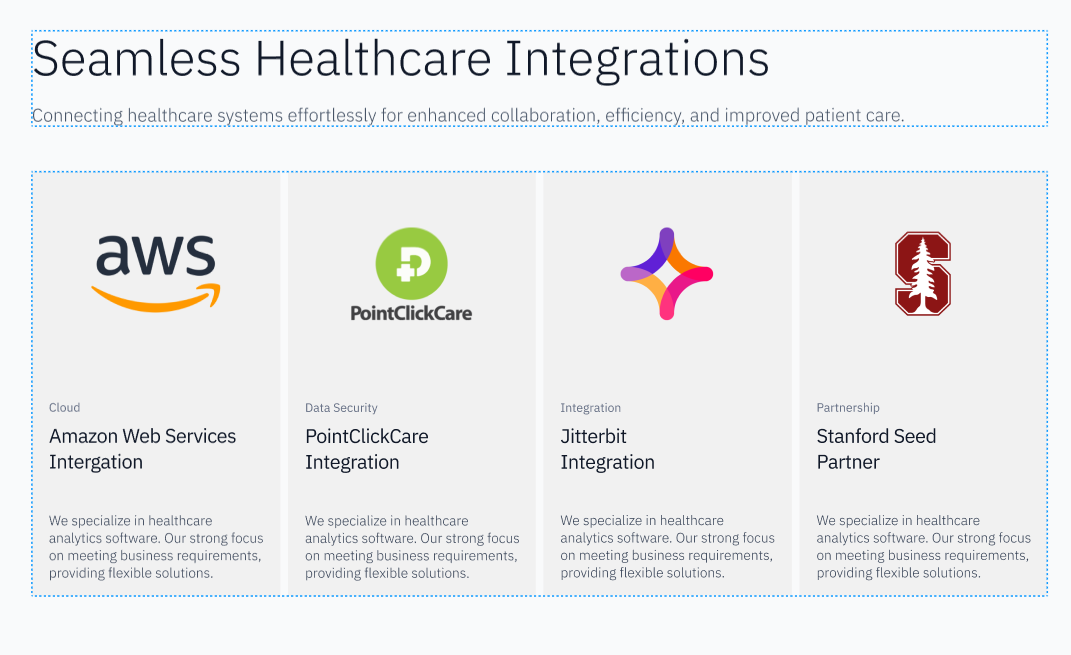 Seamless Healthcare Integrations
Connecting healthcare systems effortlessly for enhanced collaboration, efficiency, and improved patient care.
aws
PointClickCare
Cloud
Amazon Web Services
Intergation
We specialize in healthcare
analytics software. Our strong focus
on meeting business requirements,
providing flexible solutions.
Data Security
PointClickCare
Integration
We specialize in healthcare
analytics software. Our strong focus
on meeting business requirements,
providing flexible solutions.
Integration
Jitterbit
Integration
We specialize in healthcare
analytics software. Our strong focus
on meeting business requirements,
providing flexible solutions.
S
Partnership
Stanford Seed
Partner
We specialize in healthcare
analytics software. Our strong focus
on meeting business requirements,
providing flexible solutions.